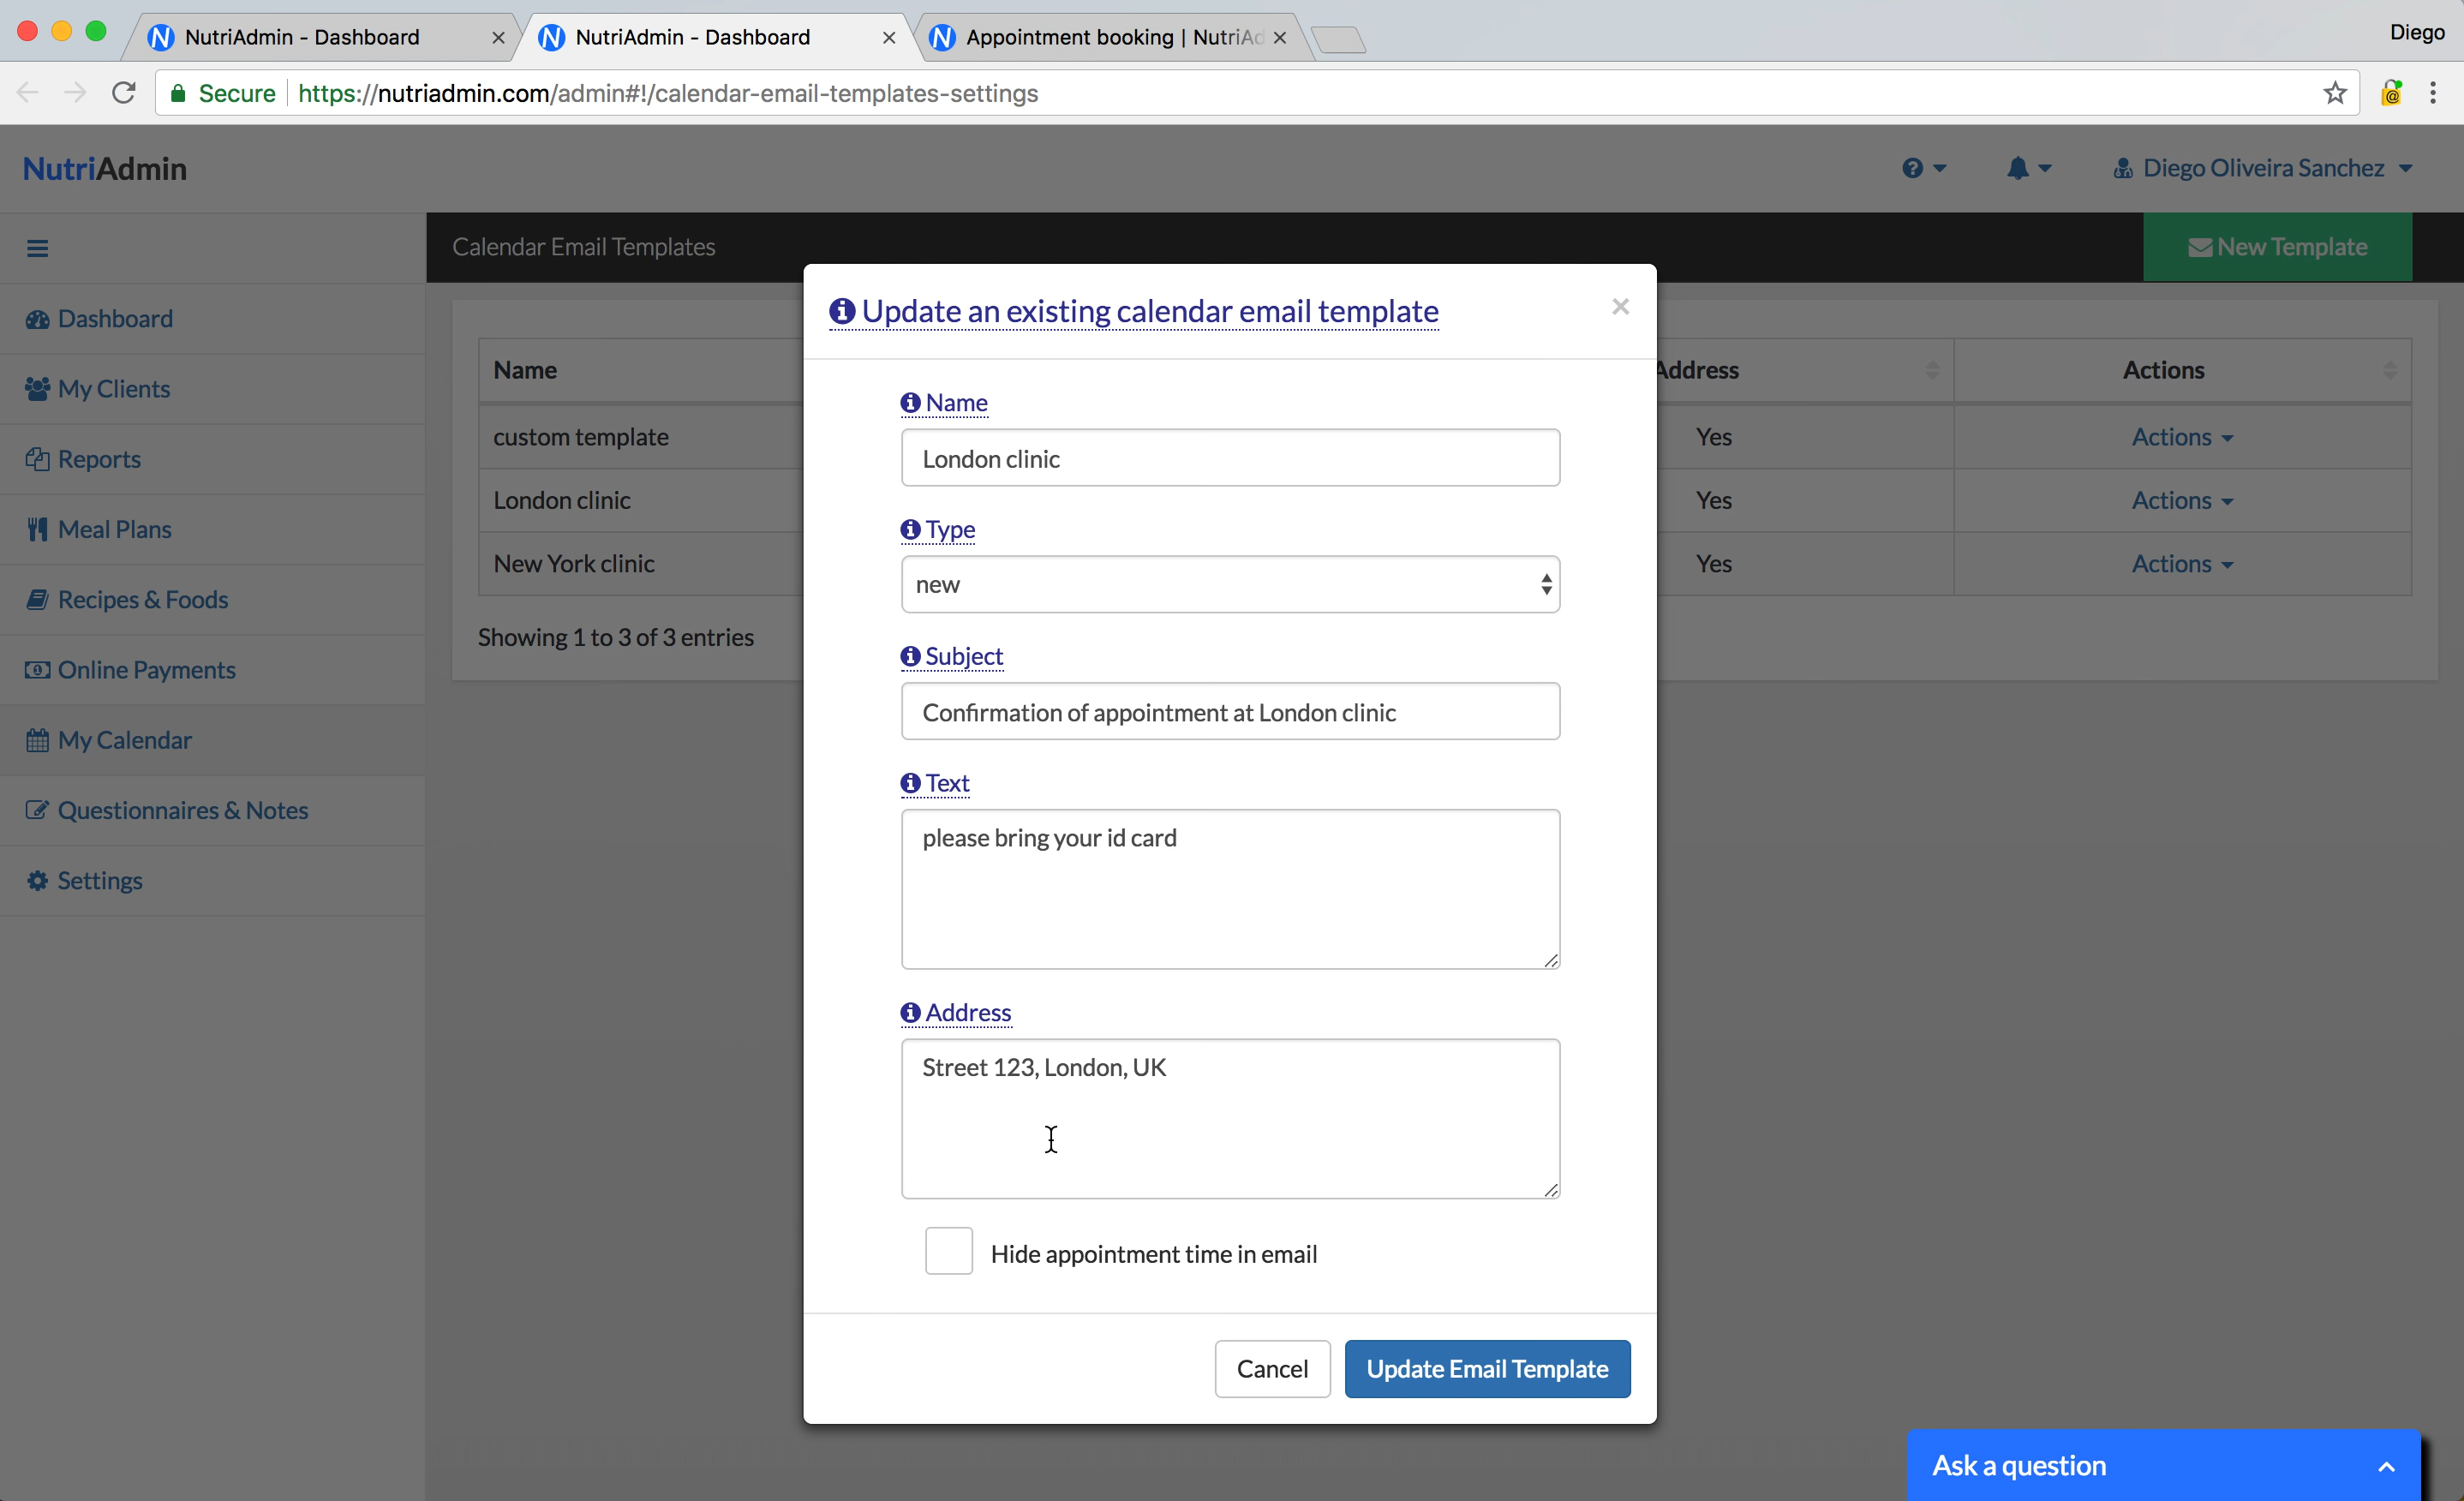 NutriAdmin - Dashboard
NutriAdmin - Dashboard
Appointment booking | NutriAd
Diego
Secure
https://nutriadmin.com/admin#!/calendar-email-templates-settings
NutriAdmin
Diego Oliveira Sanchez
Calendar Email Templates
New Template
Dashboard
My Clients
Reports
Meal Plans
Recipes & Foods
Online Payments
My Calendar
Questionnaires & Notes
Settings
Name
Address
Actions
custom template
Yes
Actions
London clinic
Yes
Actions
New York clinic
Yes
Actions
Showing 1 to 3 of 3 entries
Update an existing calendar email template
Name
London clinic
Type
new
Subject
Confirmation of appointment at London clinic
Text
please bring your id card
Address
Street 123, London, UK
Hide appointment time in email
Cancel
Update Email Template
Ask a question